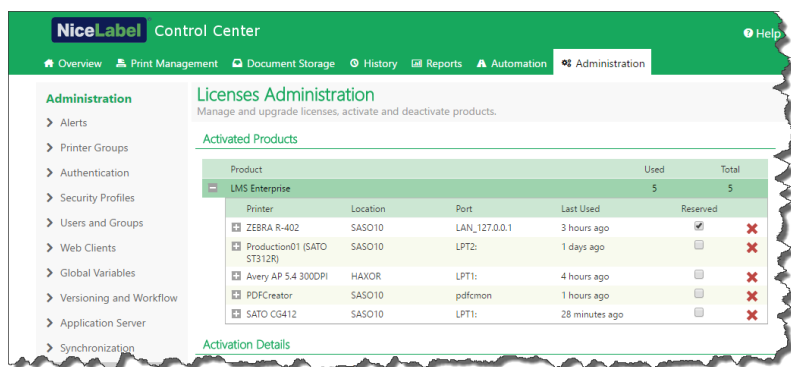 NiceLabel Control Center
Help
Overview Print Management Document Storage History Reports Automation Administration
Administration
Alerts
Printer Groups
Authentication
Security Profiles
Users and Groups
Web Clients
Global Variables
Versioning and Workflow
Application Server
Synchronization
Licenses Administration
Manage and upgrade licenses, activate and deactivate products.
Activated Products
Product Used Total
LMS Enterprise 5 5
Printer Location Port Last Used Reserved
ZEBRA R-402 SASO10 LAN_127.0.0.1 3 hours ago
Production01 (SATO SASO10 LPT2: 1 days ago
ST312R)
Avery AP 5.4 300DPI HAXOR LPT1: 4 hours ago
PDFCreator SASO10 pdfcmon 1 hours ago
SATO CG412 SASO10 LPT1: 28 minutes ago
Activation Details